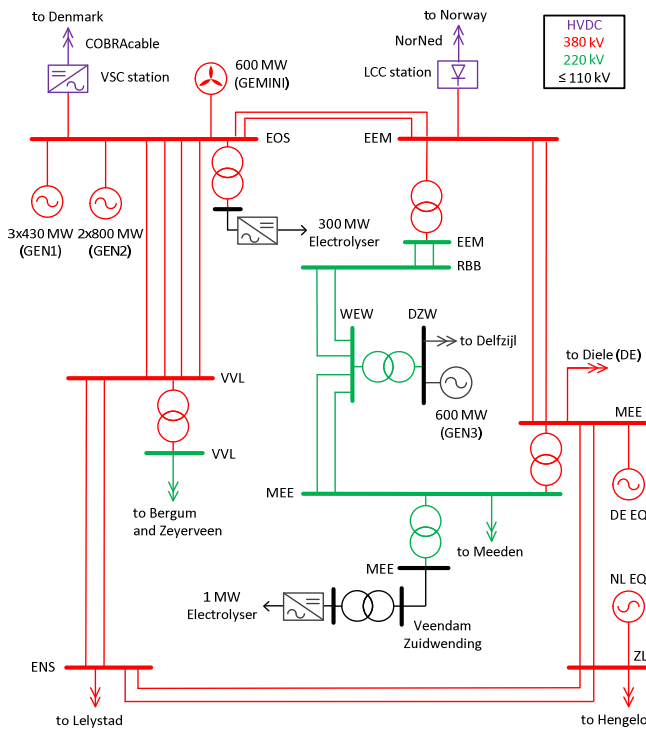 to Denmark
COBRAcable
VSC station
600 MW
(GEMINI)
to Norway
NorNed
LCC station
HVDC
380 kV
220 kV
≤ 110 kV
EOS
EEM
3x430 MW
(GEN1)
2x800 MW
(GEN2)
300 MW
Electrolyser
EEM
RBB
WEW
DZW
to Delfzijl
600 MW
(GEN3)
to Diele (DE)
VVL
MEE
VVL
to Bergum
and Zeyerveen
MEE
DE EQ
to Meeden
MEE
NL EQ
1 MW
Electrolyser
Veendam
Zuidwending
ENS
ZL
to Lelystad
to Hengelo